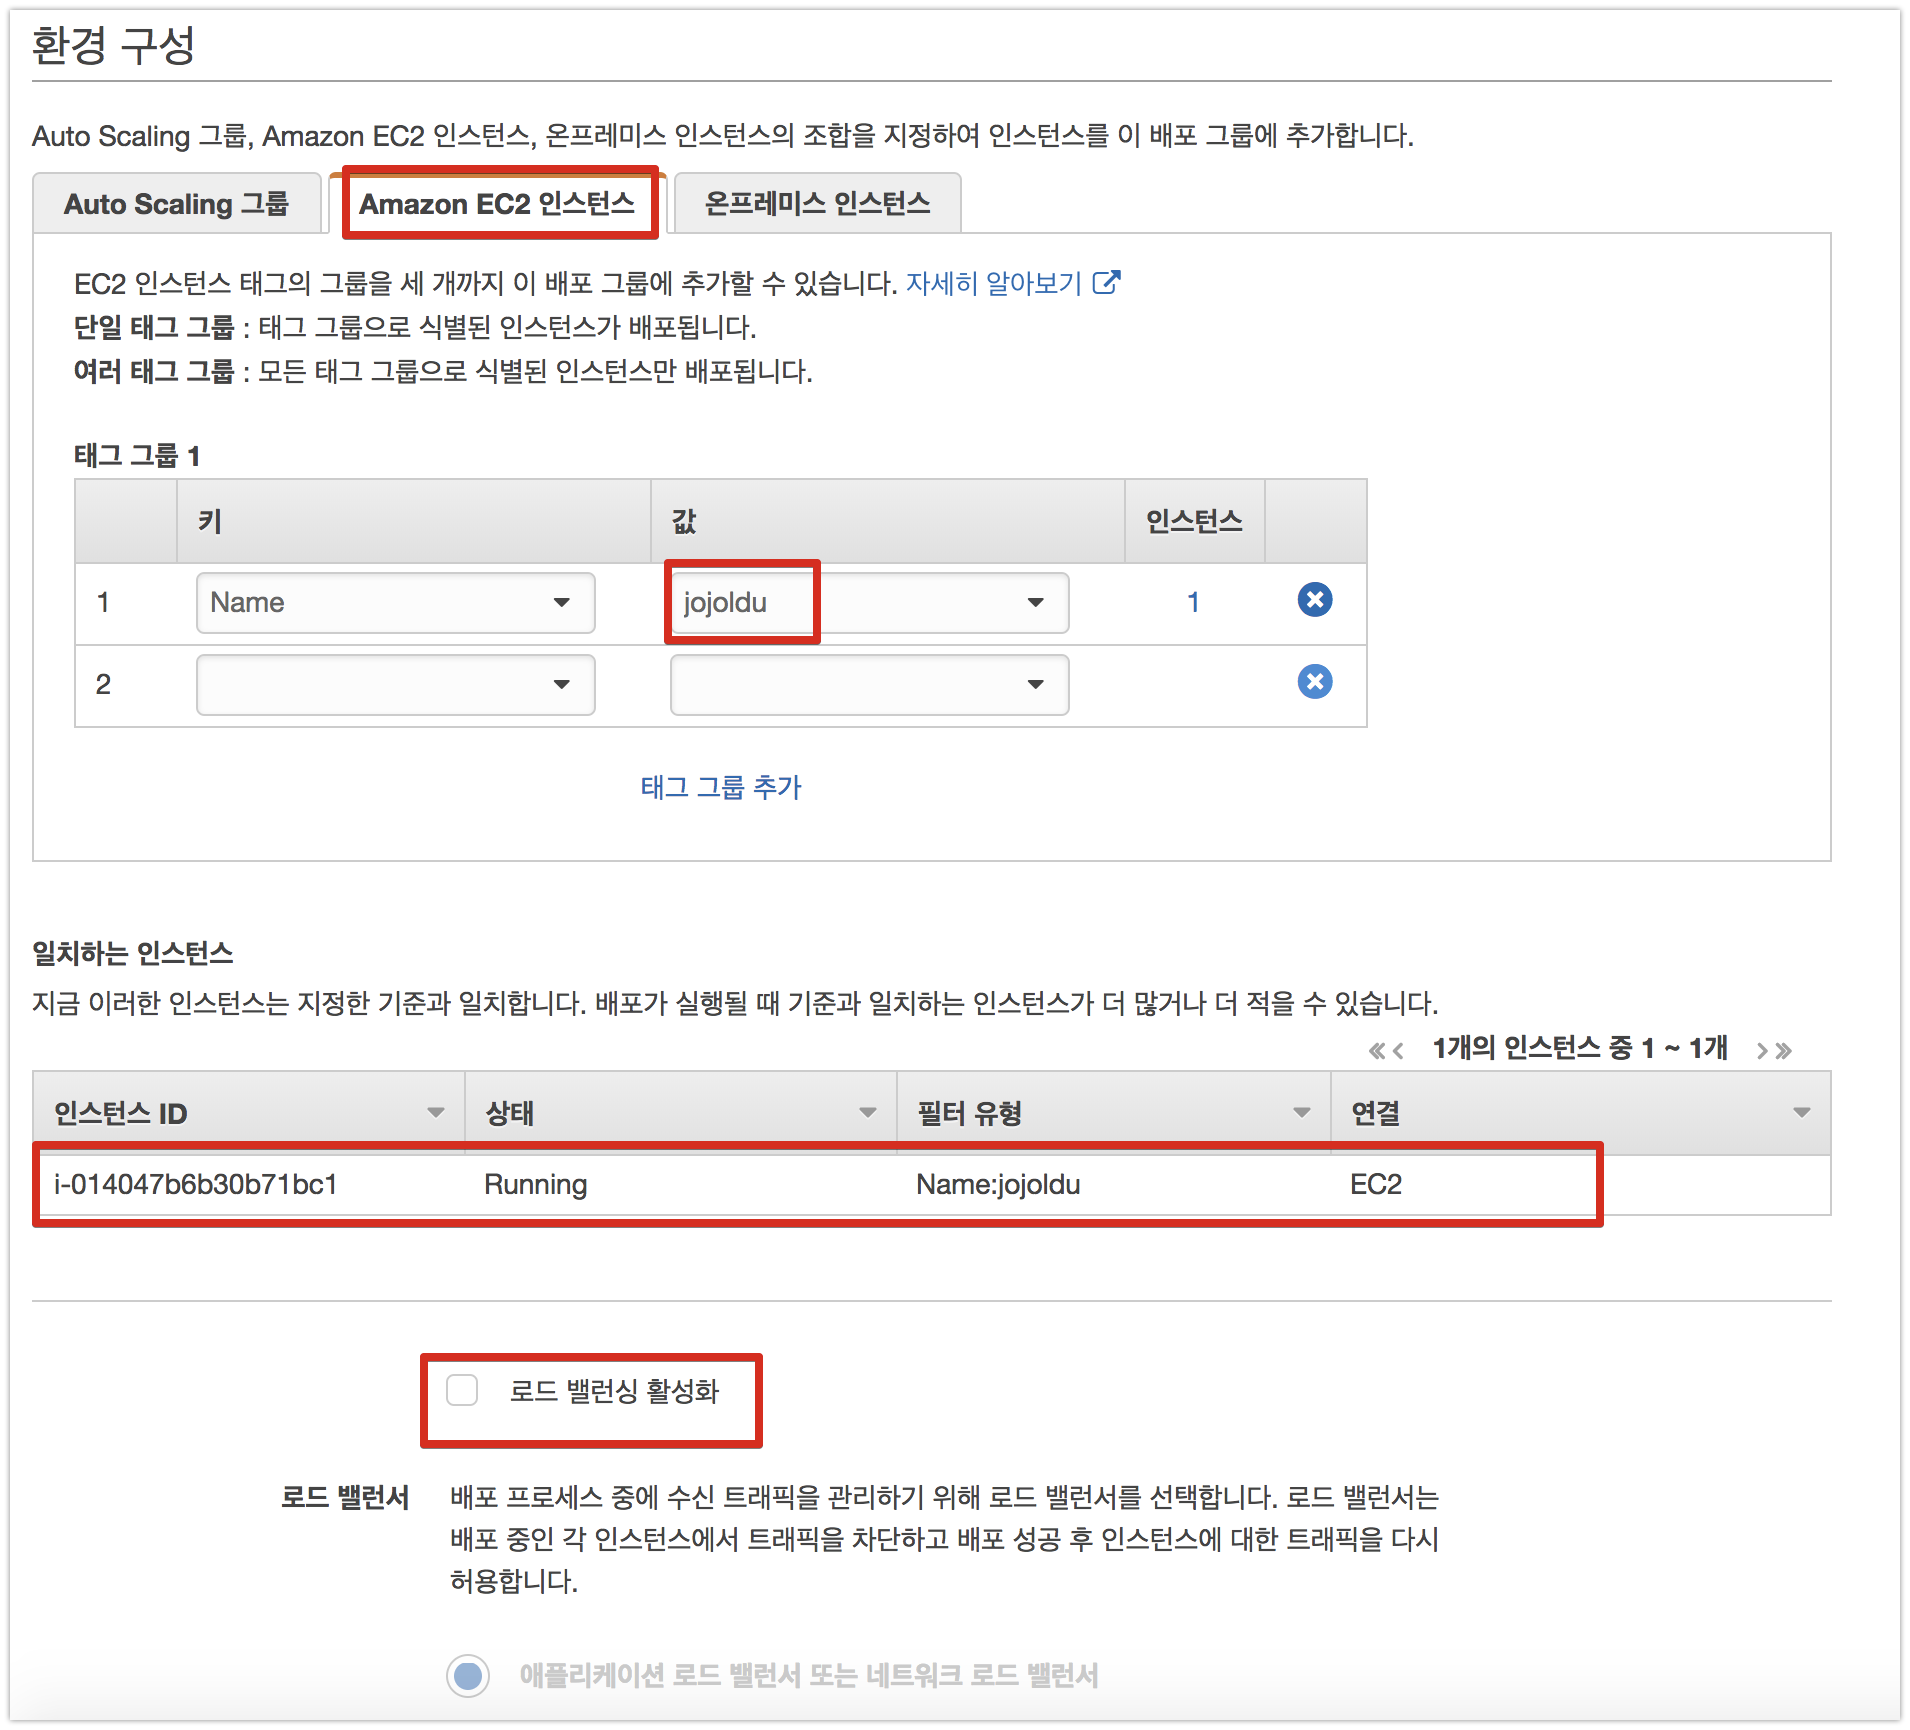 환경 구성
Auto Scaling 그룹, Amazon EC2 인스턴스, 온프레미스 인스턴스의 조합을 지정하여 인스턴스를 이 배포 그룹에 추가합니다.
Auto Scaling 그룹 Amazon EC2 인스턴스 온프레미스 인스턴스
EC2 인스턴스 태그의 그룹을 세 개까지 이 배포 그룹에 추가할 수 있습니다. 자세히 알아보기
단일 태그 그룹 : 태그 그룹으로 식별된 인스턴스가 배포됩니다.
여러 태그 그룹 : 모든 태그 그룹으로 식별된 인스턴스만 배포됩니다.
태그 그룹 1
키 값 인스턴스
1 Name jojoldu 1
2
태그 그룹 추가
일치하는 인스턴스
지금 이러한 인스턴스는 지정한 기준과 일치합니다. 배포가 실행될 때 기준과 일치하는 인스턴스가 더 많거나 더 적을 수 있습니다.
1개의 인스턴스 중 1 ~ 1개
인스턴스 ID 상태 필터 유형 연결
i-014047b6b30b71bc1 Running Name:jojoldu EC2
로드 밸런싱 활성화
로드 밸런서 배포 프로세스 중에 수신 트래픽을 관리하기 위해 로드 밸런서를 선택합니다. 로드 밸런서는
배포 중인 각 인스턴스에서 트래픽을 차단하고 배포 성공 후 인스턴스에 대한 트래픽을 다시
허용합니다.
애플리케이션 로드 밸런서 또는 네트워크 로드 밸런서